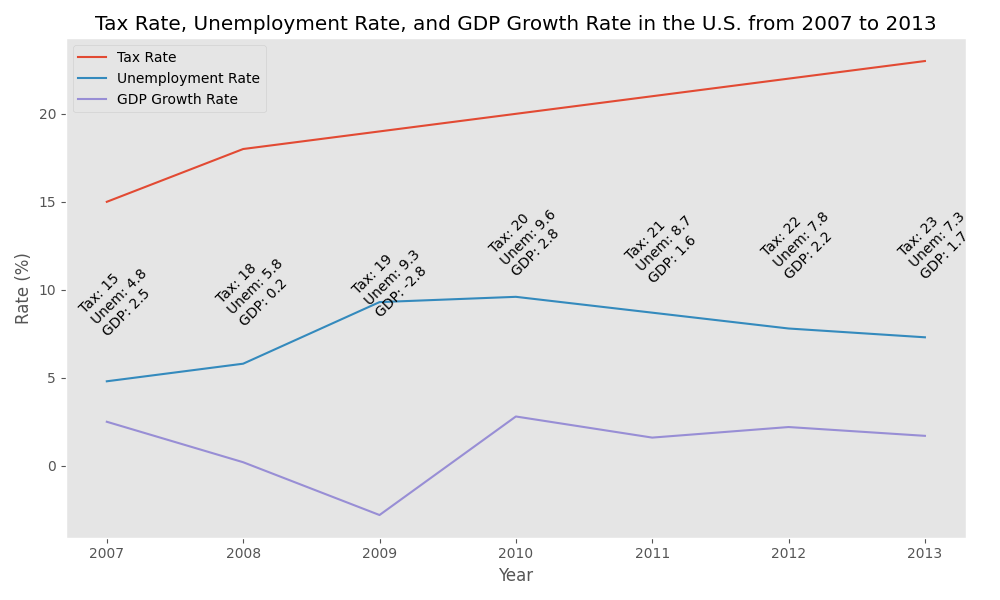 Tax Rate, Unemployment Rate, and GDP Growth Rate in the U.S. from 2007 to 2013
Tax Rate
Unemployment Rate
GDP Growth Rate
Rate (%)
20
15
10
5
0
Tax: 15
Unem: 4.8
GDP: 2.5
Tax: 18
Unem: 5.8
GDP: 0.2
Tax: 19
Unem: 9.3
GDP: -2.8
Tax: 20
Unem: 9.6
GDP: 2.8
Tax: 21
Unem: 8.7
GDP: 1.6
Tax: 22
Unem: 7.8
GDP: 2.2
Tax: 23
Unem: 7.3
GDP: 1.7
2007 2008 2009 2010 2011 2012 2013
Year